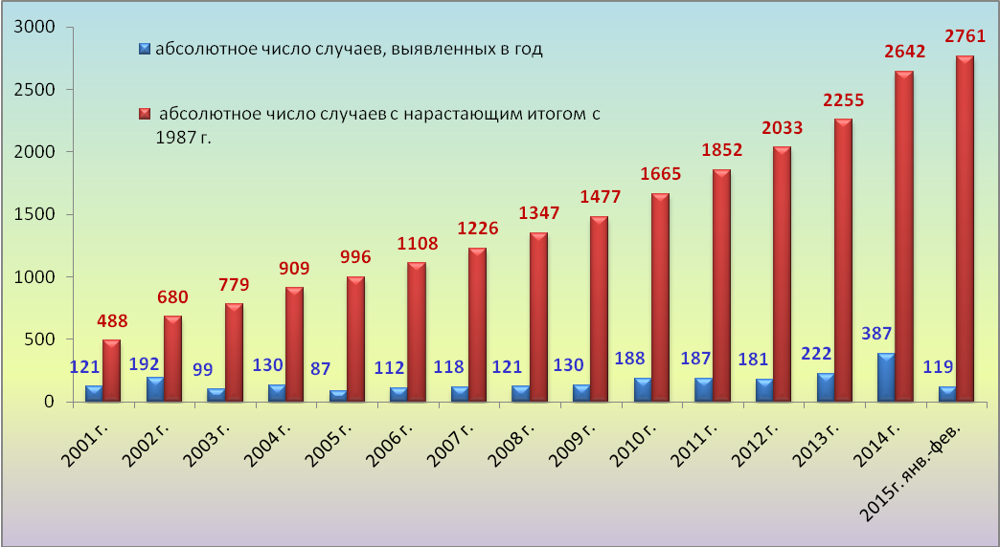 3000
2500
2000
1500
1000
500
0
абсолютное число случаев, выявленных в год
абсолютное число случаев с нарастающим итогом с
1987 г.
121
488
192
680
99
779
130
909
87
996
112
1108
118
1226
121
1347
130
1477
188
1665
187
1852
181
2033
222
2255
387
2642
119
2761
2001 г.
2002 г.
2003 г.
2004 г.
2005 г.
2006 г.
2007 г.
2008 г.
2009 г.
2010 г.
2011 г.
2012 г.
2013 г.
2014 г.
2015г. янв.-фев.